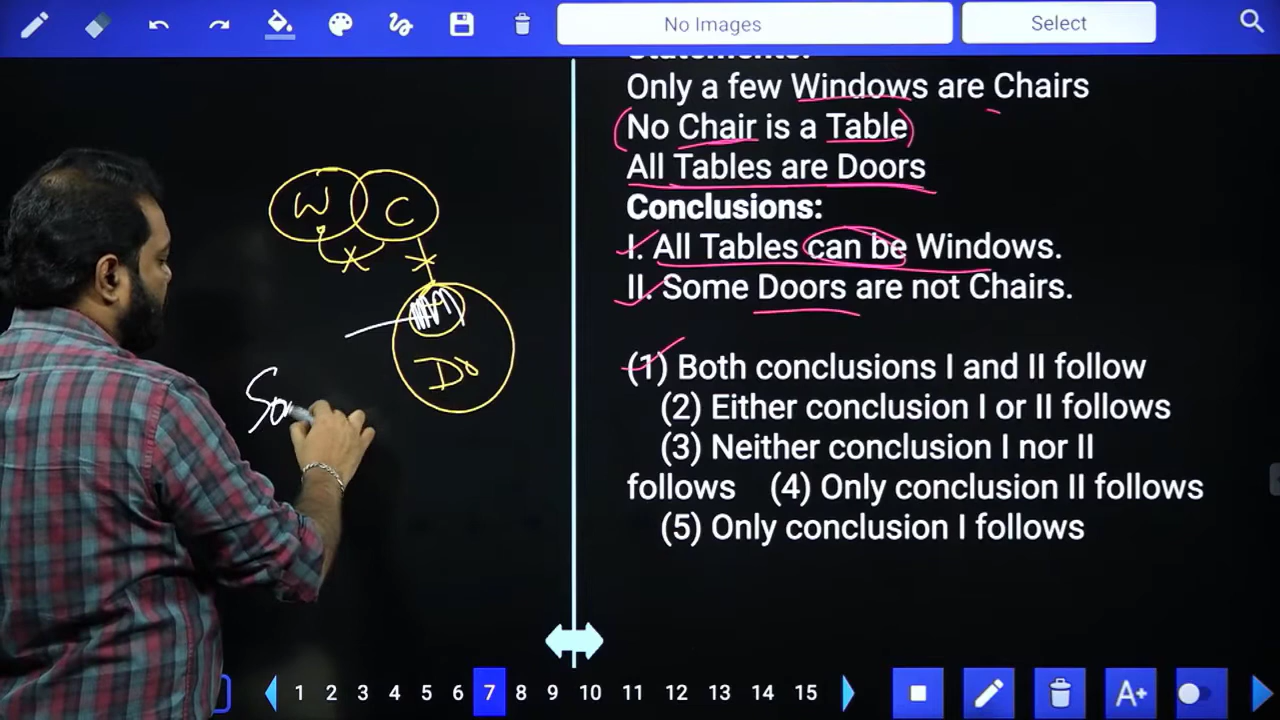 No Images
Select
Statements:
Only a few Windows are Chairs
No Chair is a Table
All Tables are Doors
Conclusions:
I. All Tables can be Windows.
II. Some Doors are not Chairs.
(1) Both conclusions I and II follow
(2) Either conclusion I or II follows
(3) Neither conclusion I nor II
follows (4) Only conclusion II follows
(5) Only conclusion I follows
W C
Do
So
1 2 3 4 5 6 7 8 9 10 11 12 13 14 15
A+